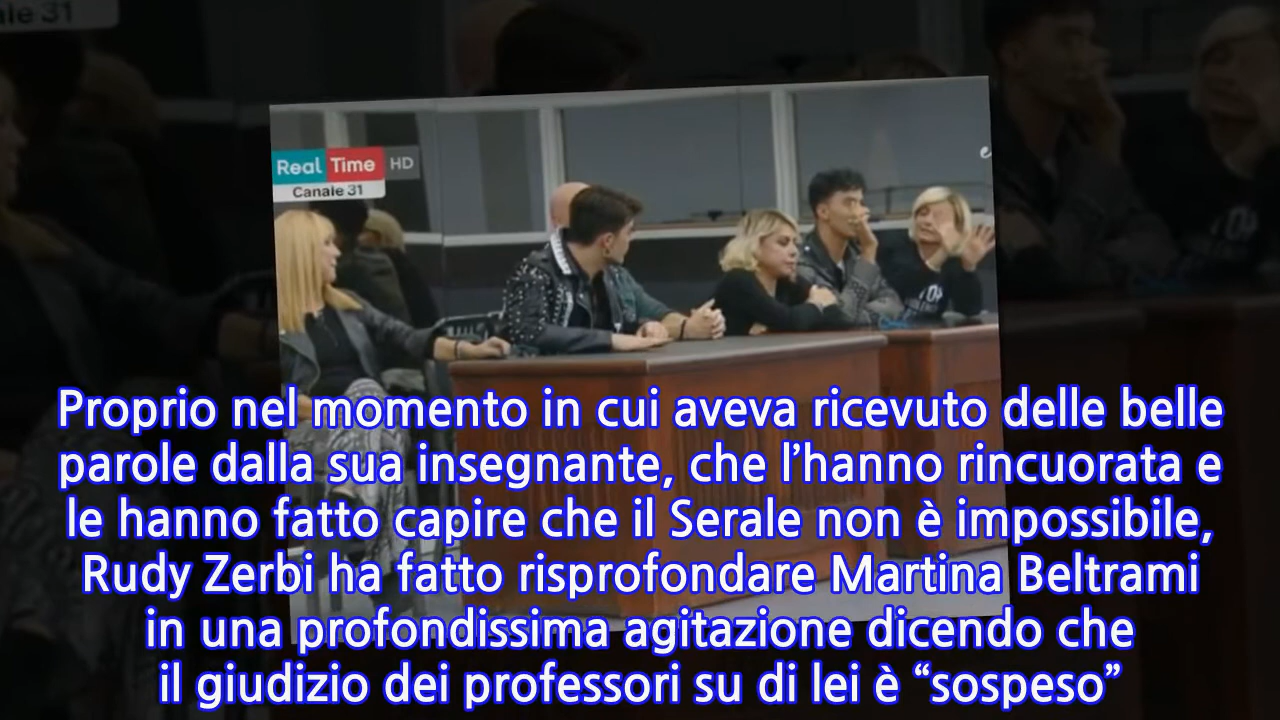 ale 31
Real Time HD
Canale 31
Proprio nel momento in cui aveva ricevuto delle belle
parole dalla sua insegnante, che l’hanno rincuorata e
le hanno fatto capire che il Serale non è impossibile,
Rudy Zerbi ha fatto risprofondare Martina Beltrami
in una profondissima agitazione dicendo che
il giudizio dei professori su di lei è “sospeso”